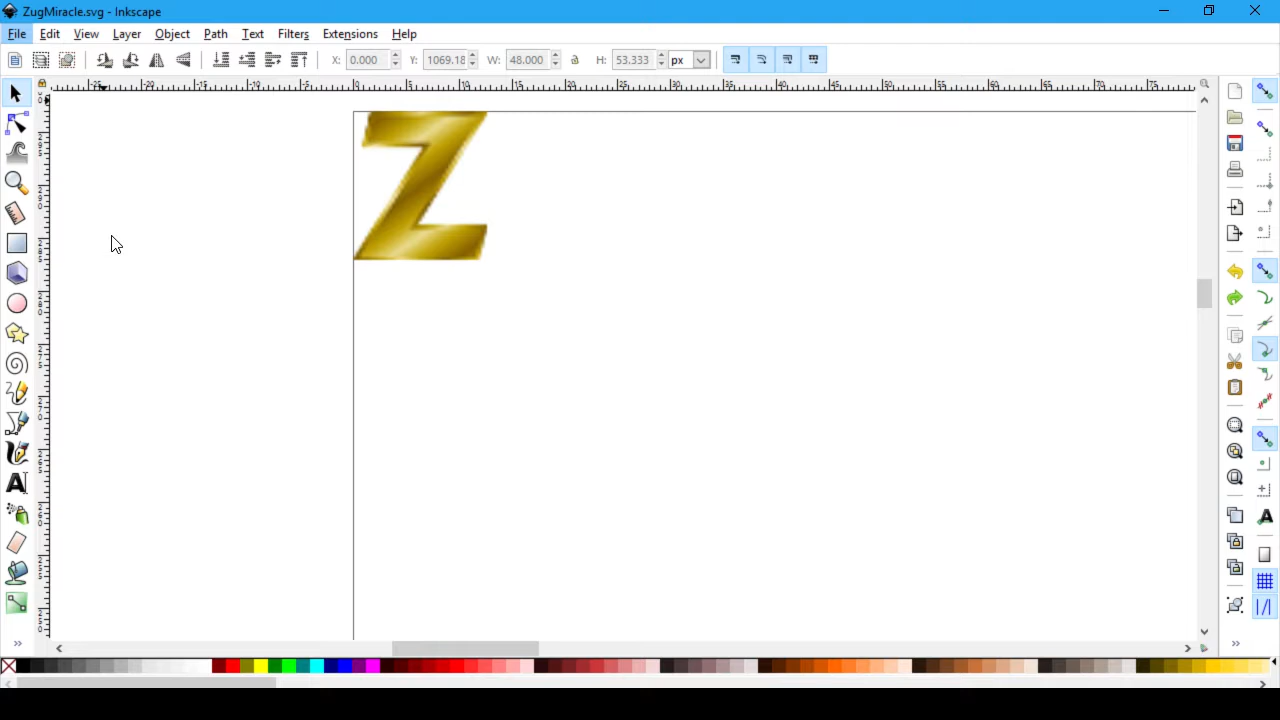 ZugMiracle.svg - Inkscape
File Edit View Layer Object Path Text Filters Extensions Help
X: 0.000 Y: 1069.18 W: 48.000 H: 53.333 px
Z